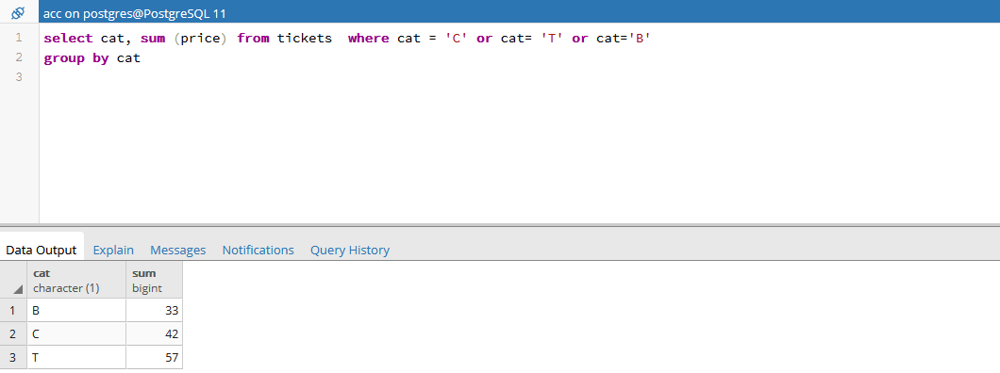 acc on postgres@PostgreSQL 11
1 select cat, sum (price) from tickets  where cat = 'C' or cat= 'T' or cat='B'
2 group by cat
3
Data Output Explain Messages Notifications Query History
cat sum
character (1) bigint
1 B 33
2 C 42
3 T 57